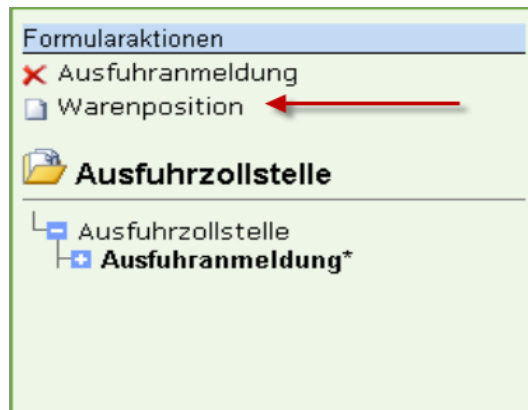 Formularaktionen
Ausfuhranmeldung
Warenposition
Ausfuhrzollstelle
Ausfuhrzollstelle
Ausfuhranmeldung*